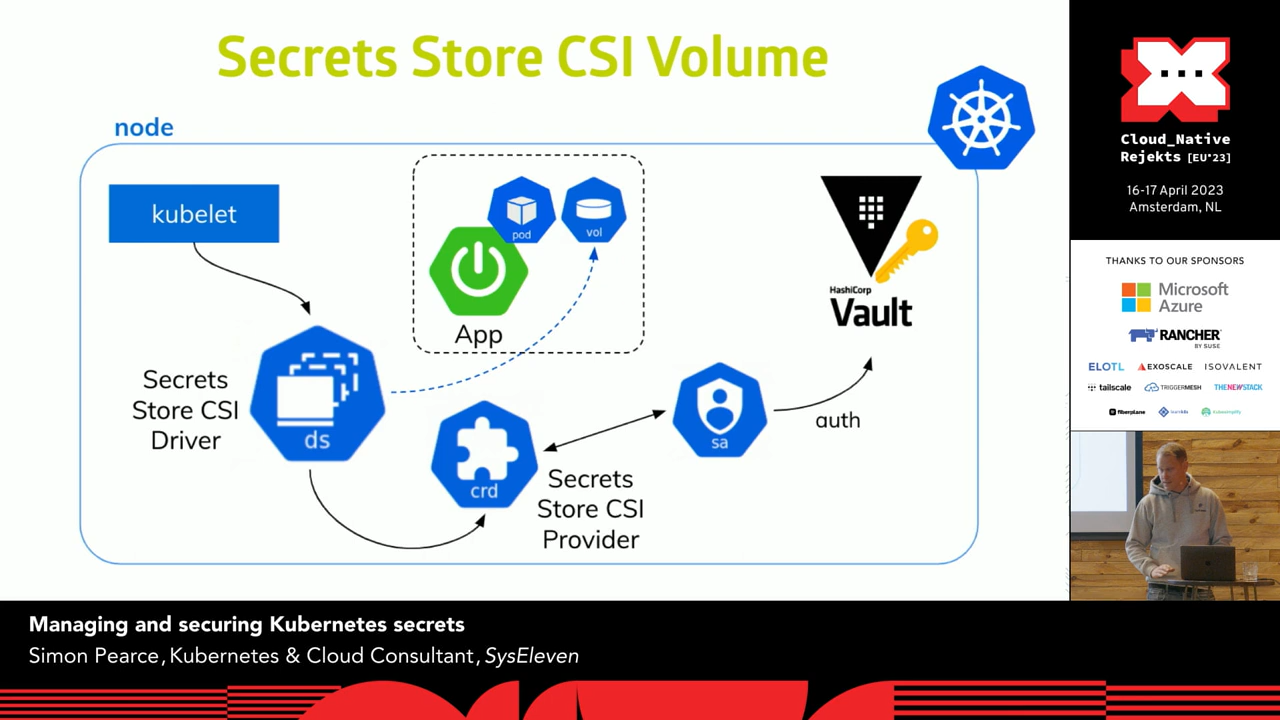 Secrets Store CSI Volume
node
kubelet
pod
vol
App
HashiCorp
Vault
Secrets
Store CSI
Driver
ds
crd
Secrets
Store CSI
Provider
sa
auth
Cloud_Native
Rejekts [EU*23]
16-17 April 2023
Amsterdam, NL
THANKS TO OUR SPONSORS
Microsoft
Azure
RANCHER
BY SUSE
ELOTL
EXOSCALE
ISOVALENT
tailscale
TRIGGERMESH
THENEWSTACK
fiberplane
kubesimplify
Managing and securing Kubernetes secrets
Simon Pearce, Kubernetes & Cloud Consultant, SysEleven